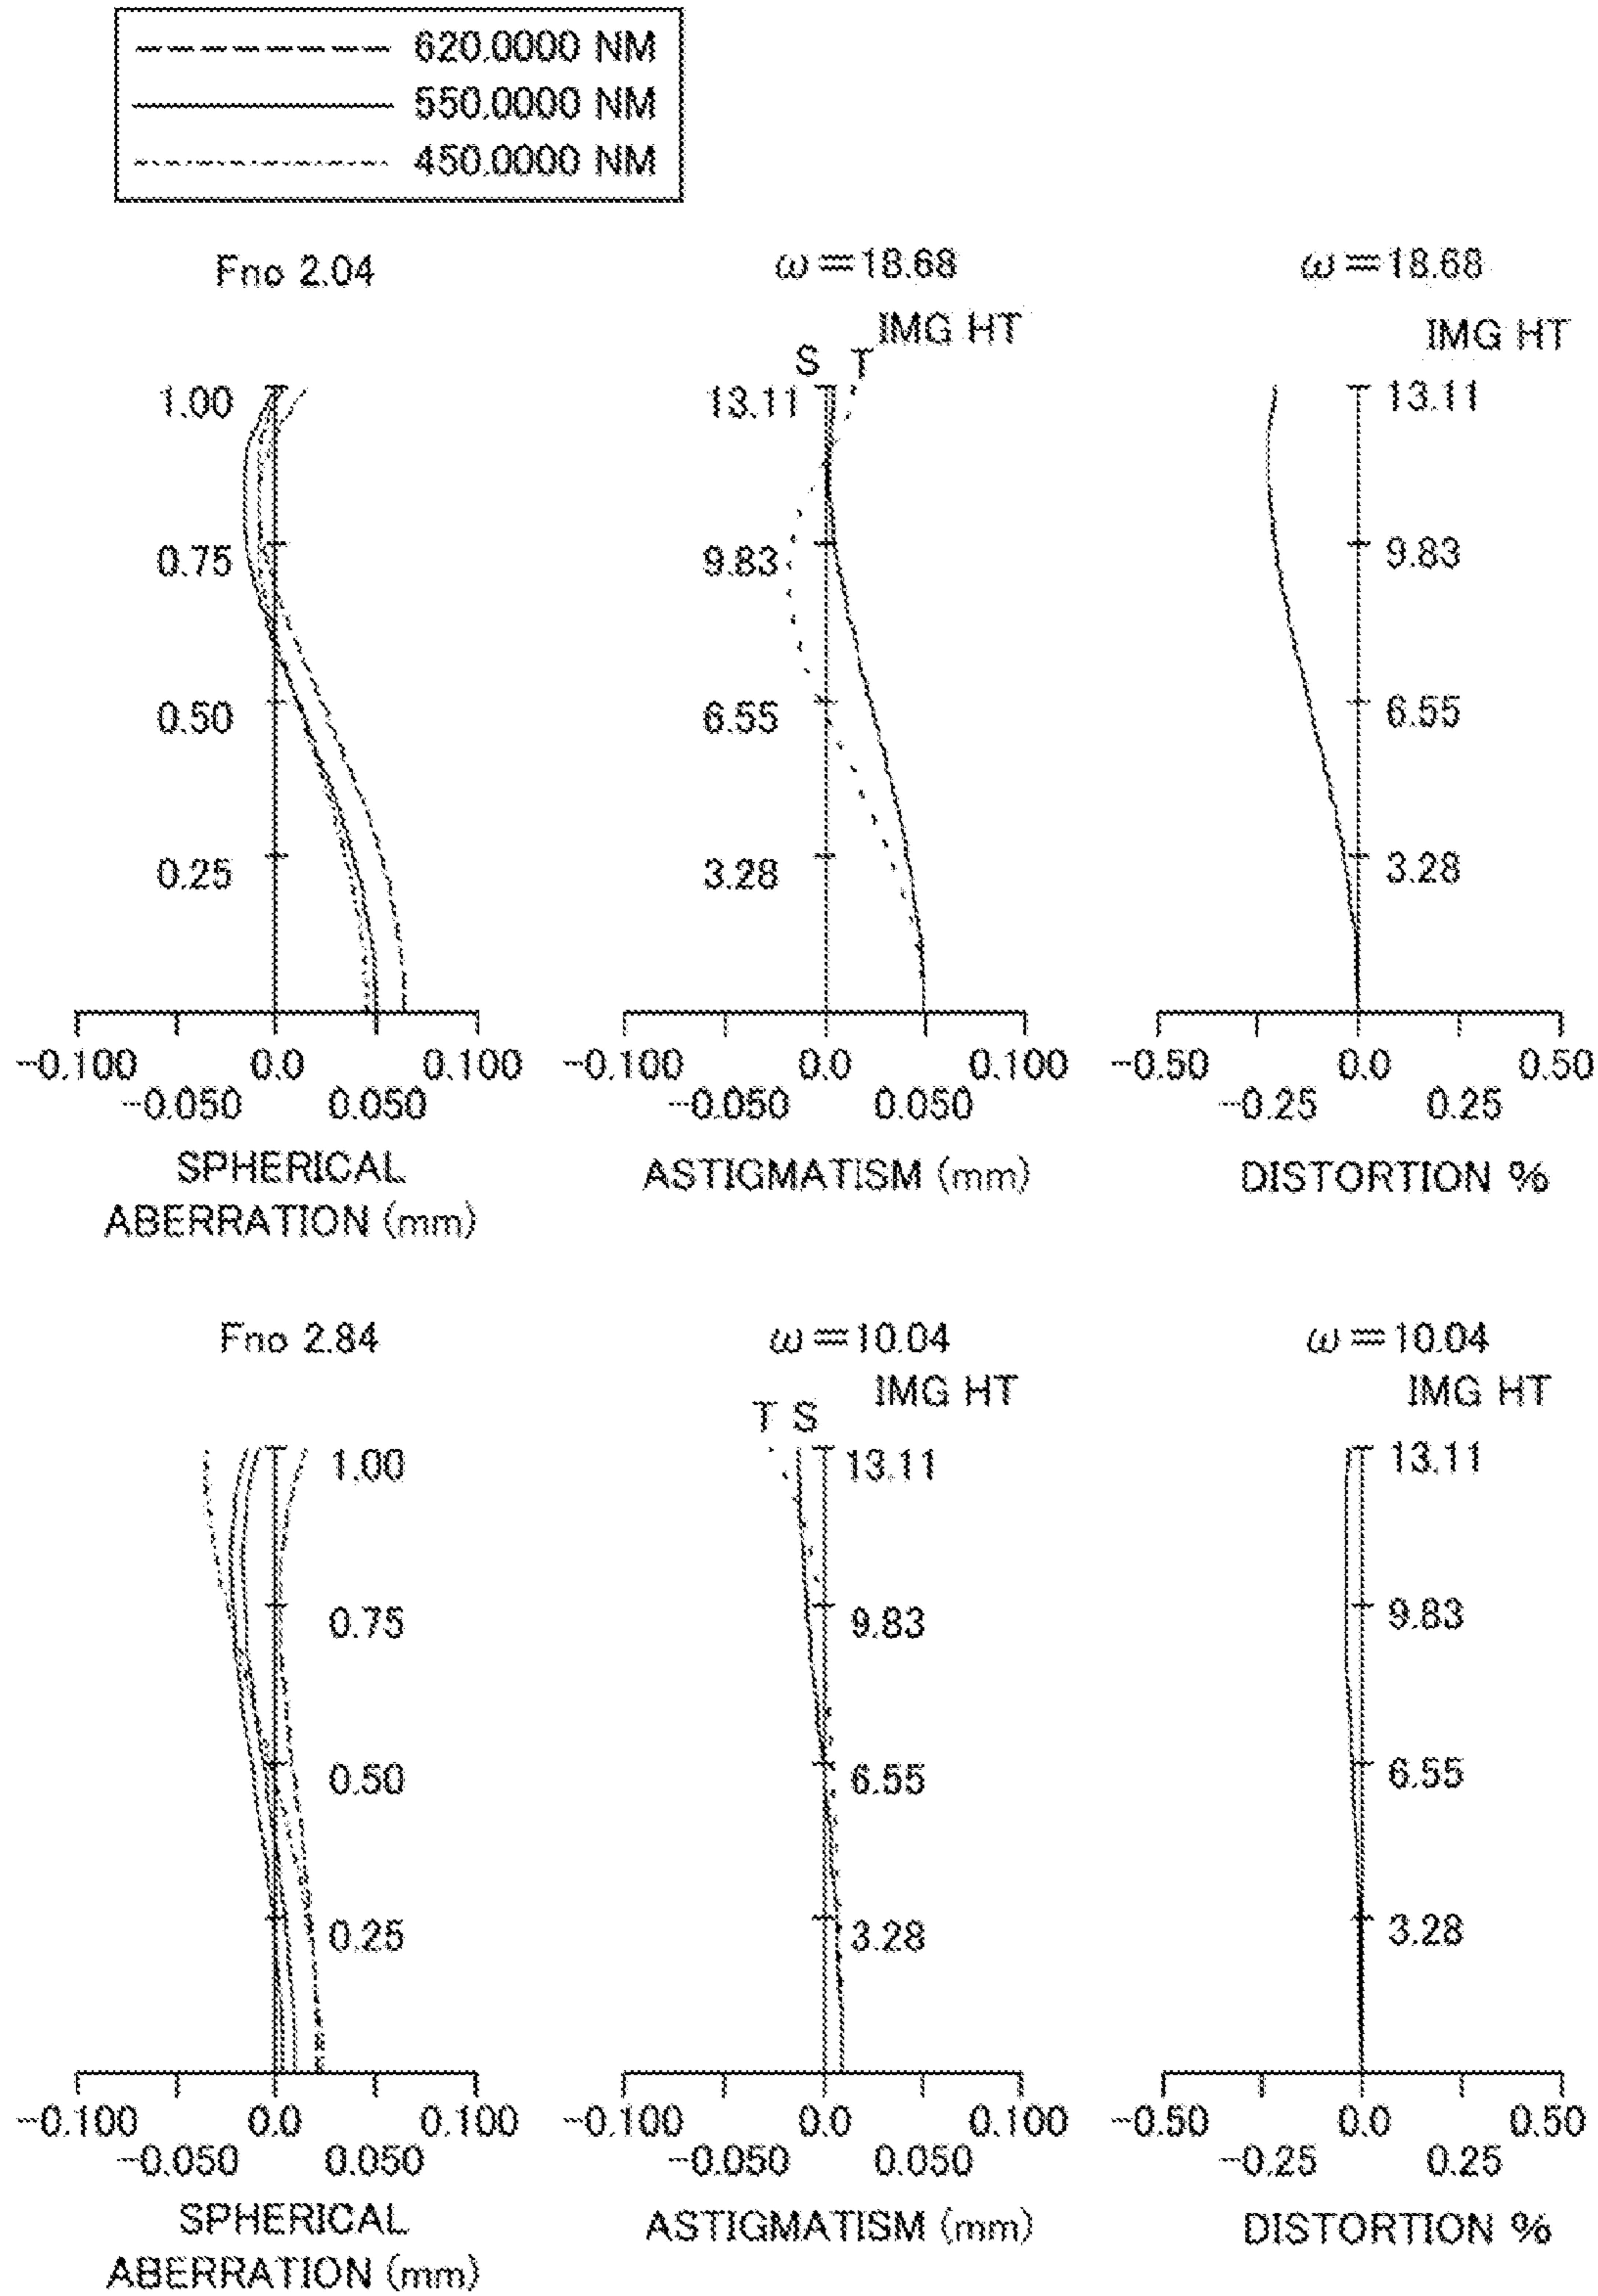 620.0000 NM
550.0000 NM
450.0000 NM
Fno 2.04
1.00
0.75
0.50
0.25
-0.100 0.0 0.100
-0.050 0.050
SPHERICAL
ABERRATION (mm)
ω=18.68
IMG HT
S T
13.11
9.83
6.55
3.28
-0.100 0.0 0.100
-0.050 0.050
ASTIGMATISM (mm)
ω=18.68
IMG HT
13.11
9.83
6.55
3.28
-0.50 0.0 0.50
-0.25 0.25
DISTORTION %
Fno 2.84
1.00
0.75
0.50
0.25
-0.100 0.0 0.100
-0.050 0.050
SPHERICAL
ABERRATION (mm)
ω=10.04
IMG HT
T S
13.11
9.83
6.55
3.28
-0.100 0.0 0.100
-0.050 0.050
ASTIGMATISM (mm)
ω=10.04
IMG HT
13.11
9.83
6.55
3.28
-0.50 0.0 0.50
-0.25 0.25
DISTORTION %